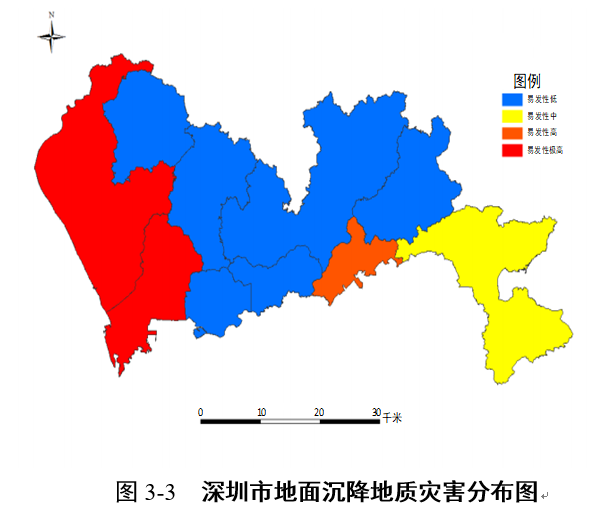 N
图例
易发性低
易发性中
易发性高
易发性极高
0 10 20 30 千米
图 3-3 深圳市地面沉降地质灾害分布图